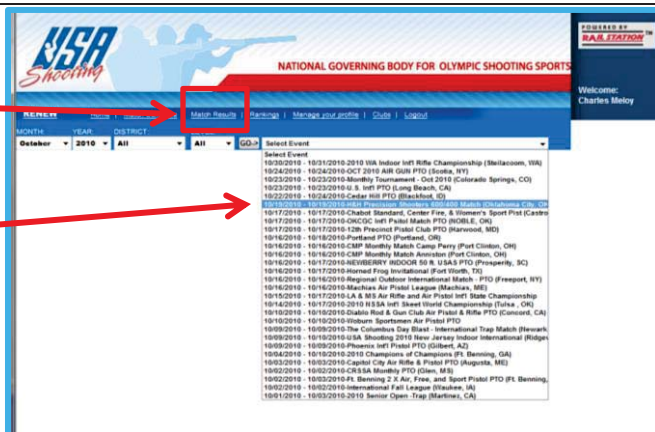 USA
Shooting
NATIONAL GOVERNING BODY FOR OLYMPIC SHOOTING SPORTS
POWERED BY
RAIL STATION ™
Welcome:
Charles Meloy
RENEW Home | | Match Results | Rankings | Manage your profile | Clubs | Logout
MONTH: YEAR: DISTRICT:
October 2010 All All GO-> Select Event
Select Event
10/30/2010 - 10/31/2010-2010 WA Indoor Int'l Rifle Championship (Steilacoom, WA)
10/24/2010 - 10/24/2010-OCT 2010 AIR GUN PTO (Scotia, NY)
10/23/2010 - 10/23/2010-Monthly Tournament - Oct 2010 (Colorado Springs, CO)
10/23/2010 - 10/23/2010-U.S. Int'l PTO (Long Beach, CA)
10/22/2010 - 10/24/2010-Cedar Hill PTO (Blackfoot, ID)
10/19/2010 - 10/19/2010-H&H Precision Shooters 600/400 Match (Oklahoma City, OK
10/17/2010 - 10/17/2010-Chabot Standard, Center Fire, & Women's Sport Pist (Castro
10/17/2010 - 10/17/2010-OKCGC Int'l Psitol Match PTO (NOBLE, OK)
10/17/2010 - 10/17/2010-12th Precinct Pistol Club PTO (Harwood, MD)
10/16/2010 - 10/18/2010-Portland PTO (Portland, OR)
10/16/2010 - 10/16/2010-CMP Monthly Match Camp Perry (Port Clinton, OH)
10/16/2010 - 10/16/2010-CMP Monthly Match Anniston (Port Clinton, OH)
10/16/2010 - 10/17/2010-NEWBERRY INDOOR 50 ft. USAS PTO (Prosperity, SC)
10/16/2010 - 10/17/2010-Horned Frog Invitational (Fort Worth, TX)
10/16/2010 - 10/16/2010-Regional Outdoor International Match - PTO (Freeport, NY)
10/16/2010 - 10/16/2010-Machias Air Pistol League (Machias, ME)
10/15/2010 - 10/17/2010-LA & MS Air Rifle and Air Pistol Int'l State Championship
10/14/2010 - 10/17/2010-2010 NSSA Int'l Skeet World Championship (Tulsa , OK)
10/10/2010 - 10/10/2010-Diablo Rod & Gun Club Air Pistol & Rifle PTO (Concord, CA)
10/10/2010 - 10/10/2010-Woburn Sportsmen Air Pistol PTO
10/09/2010 - 10/09/2010-The Columbus Day Blast - International Trap Match (Newark
10/09/2010 - 10/10/2010-USA Shooting 2010 New Jersey Indoor International (Ridgew
10/09/2010 - 10/09/2010-Phoenix Int'l Pistol PTO (Gilbert, AZ)
10/04/2010 - 10/10/2010-2010 Champions of Champions (Ft. Benning, GA)
10/03/2010 - 10/03/2010-Capitol City Air Rifle & Pistol PTO (Augusta, ME)
10/02/2010 - 10/02/2010-CRSSA Monthly PTO (Glen, MS)
10/02/2010 - 10/03/2010-Ft. Benning 2 X Air, Free, and Sport Pistol PTO (Ft. Benning,
10/02/2010 - 10/02/2010-International Fall League (Waukee, IA)
10/01/2010 - 10/03/2010-2010 Senior Open -Trap (Martinez, CA)